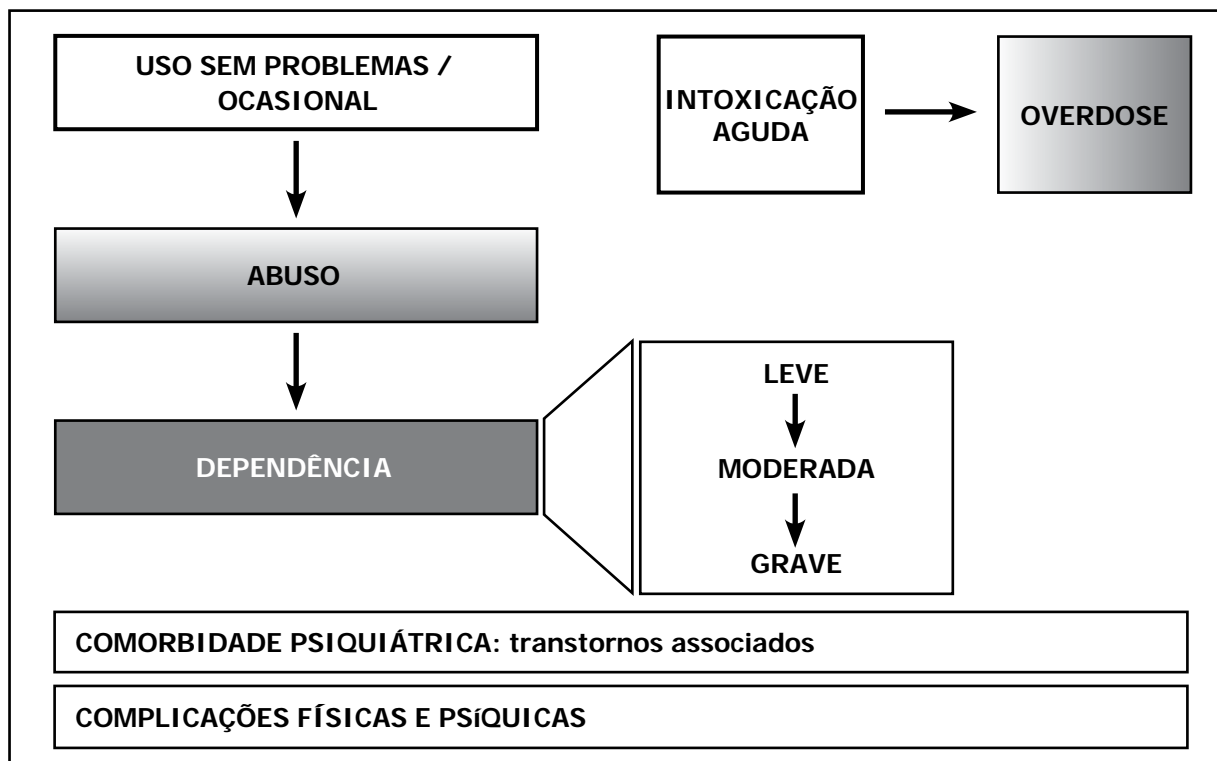 USO SEM PROBLEMAS /
OCASIONAL
INTOXICAÇÃO
AGUDA
OVERDOSE
ABUSO
DEPENDÊNCIA
LEVE
MODERADA
GRAVE
COMORBIDADE PSIQUIÁTRICA: transtornos associados
COMPLICAÇÕES FÍSICAS E PSíQUICAS